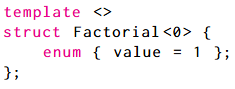 template <>
struct Factorial<0> {
    enum { value = 1 };
};